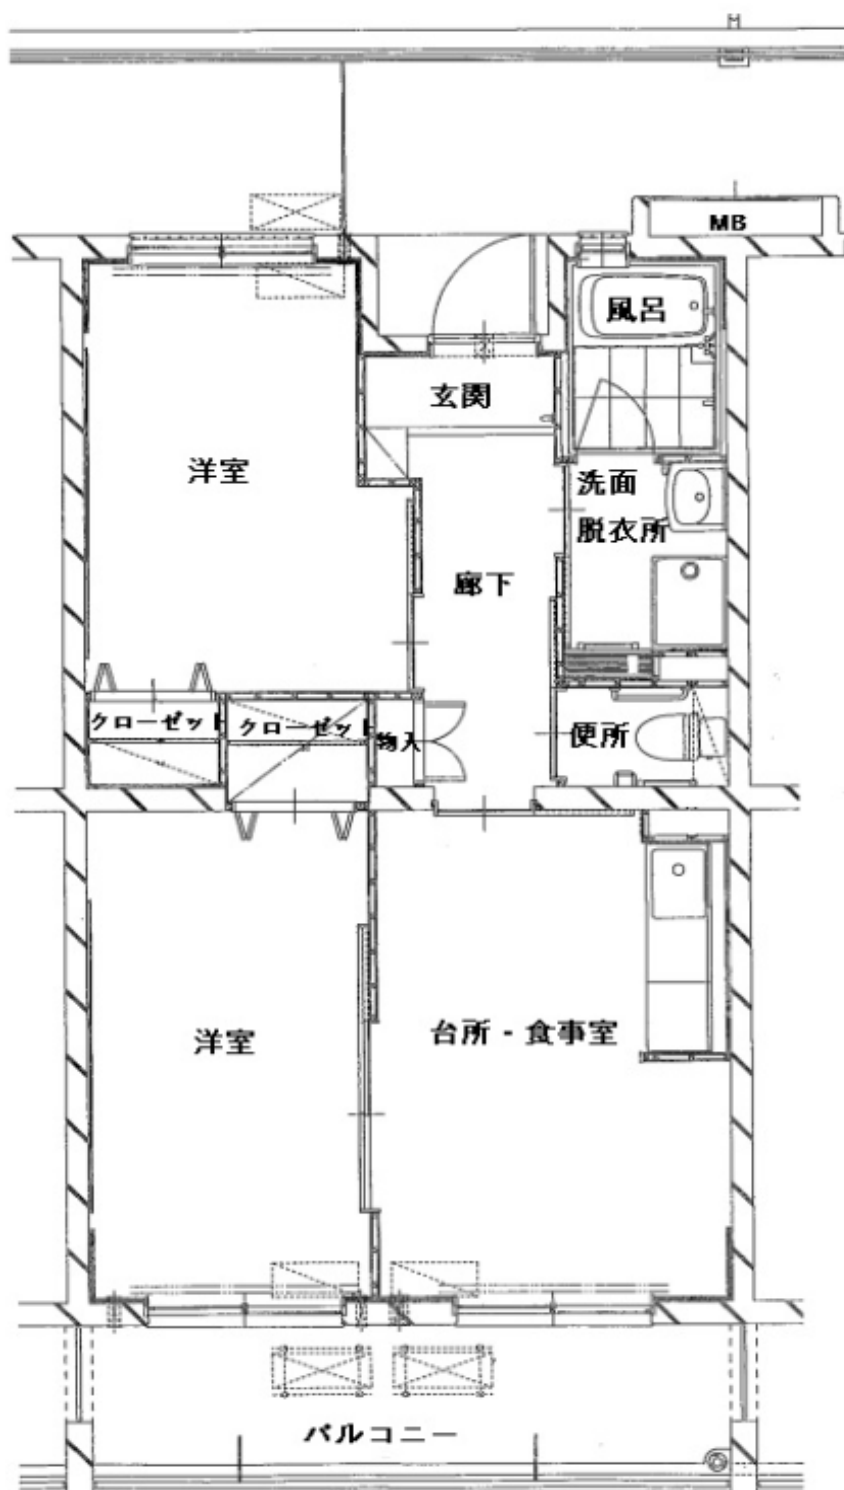 M
MB
風呂
玄関
洋室
洗面
脱衣所
廊下
クローゼット
クローゼット
物入
便所
洋室
台所・食事室
バルコニー